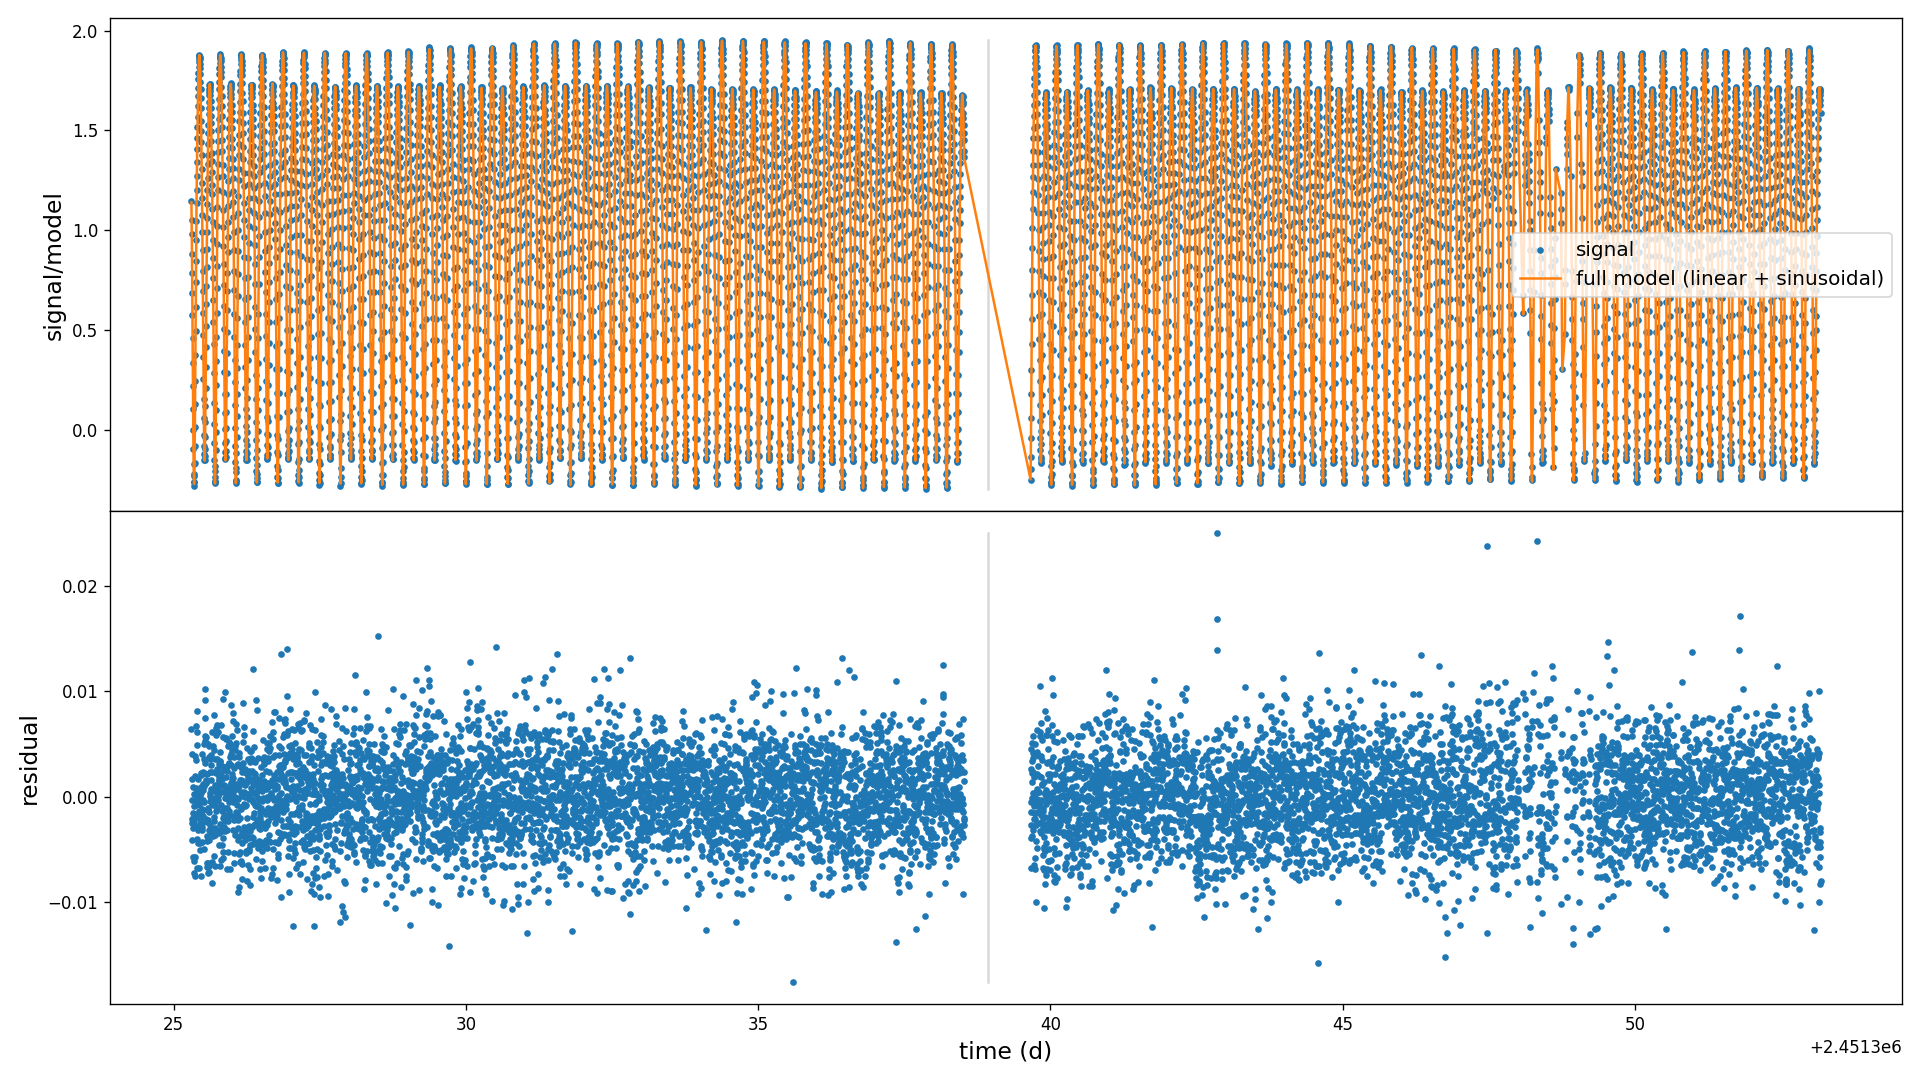 2.0
1.5
1.0
0.5
0.0
signal/model
signal
full model (linear + sinusoidal)
0.02
0.01
0.00
−0.01
residual
25
30
35
40
45
50
time (d)
+2.4513e6